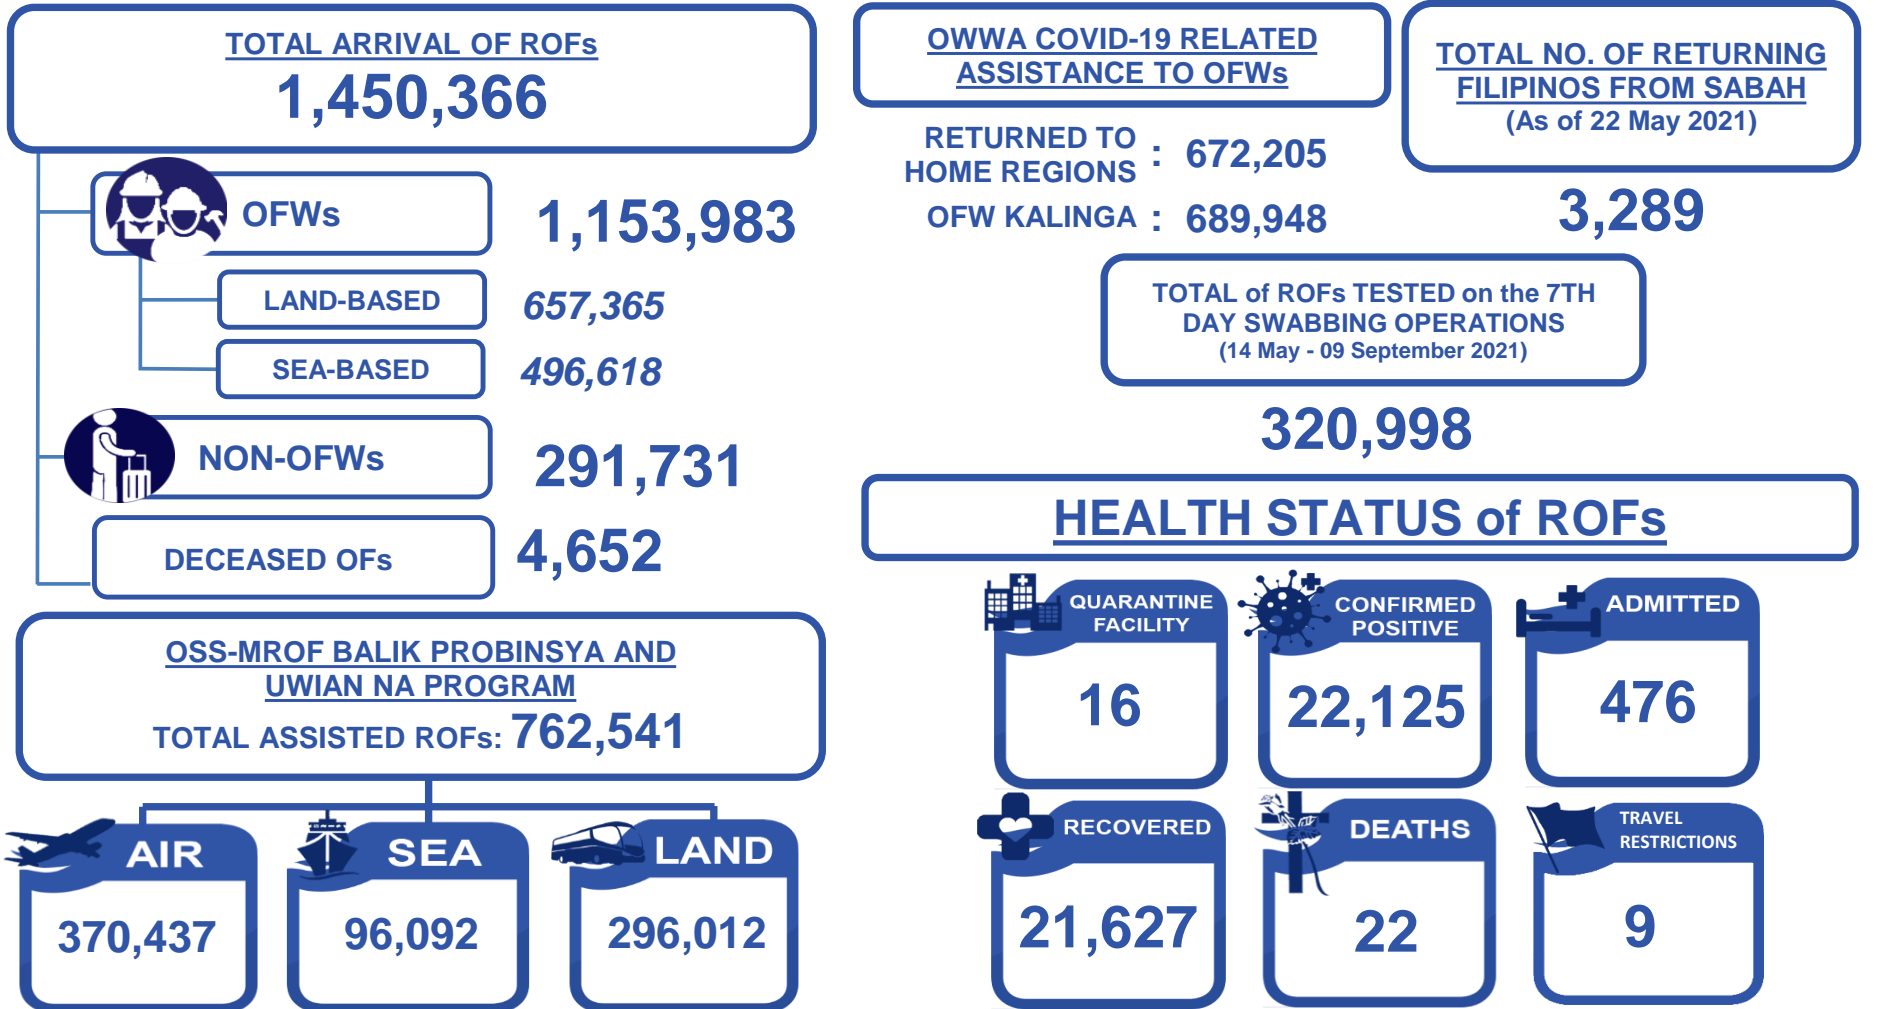 TOTAL ARRIVAL OF ROFs
1,450,366
OFWs
1,153,983
LAND-BASED
657,365
SEA-BASED
496,618
NON-OFWs
291,731
DECEASED OFs
4,652
OSS-MROF BALIK PROBINSYA AND
UWIAN NA PROGRAM
TOTAL ASSISTED ROFs: 762,541
AIR
370,437
SEA
96,092
LAND
296,012
OWWA COVID-19 RELATED
ASSISTANCE TO OFWs
RETURNED TO
HOME REGIONS : 672,205
OFW KALINGA : 689,948
TOTAL NO. OF RETURNING
FILIPINOS FROM SABAH
(As of 22 May 2021)
3,289
TOTAL of ROFs TESTED on the 7TH
DAY SWABBING OPERATIONS
(14 May - 09 September 2021)
320,998
HEALTH STATUS of ROFs
QUARANTINE
FACILITY
16
CONFIRMED
POSITIVE
22,125
ADMITTED
476
RECOVERED
21,627
DEATHS
22
TRAVEL
RESTRICTIONS
9